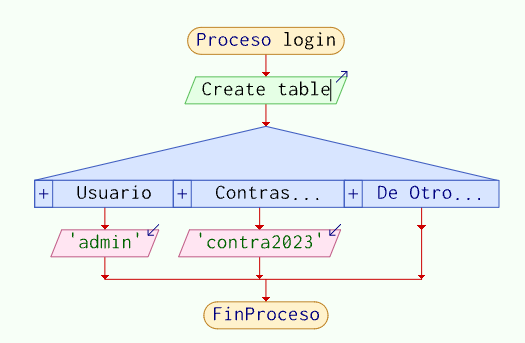 Proceso login
Create table
+ Usuario + Contras... + De Otro...
'admin' 'contra2023'
FinProceso